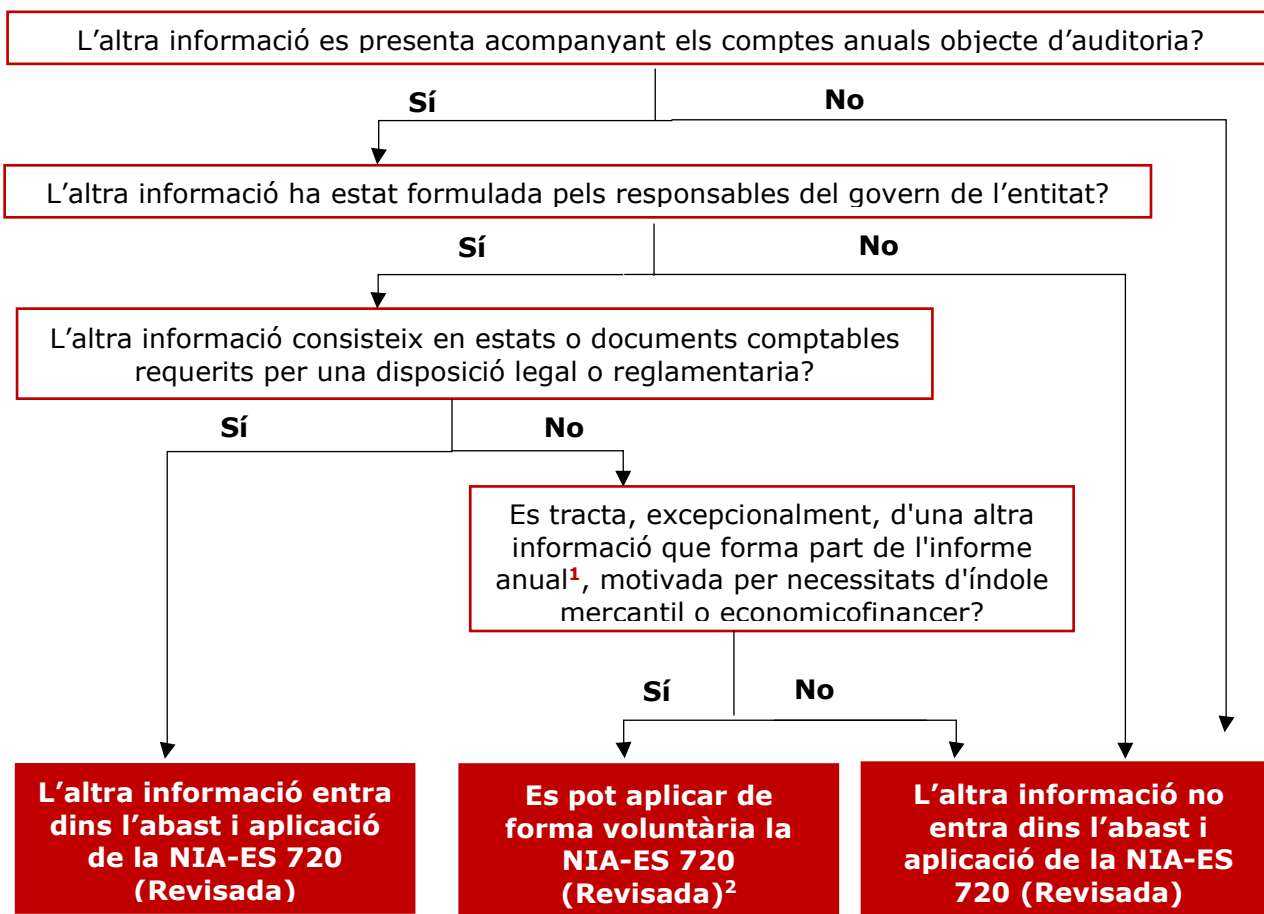 L’altra informació es presenta acompanyant els comptes anuals objecte d’auditoria?
Sí
No
L’altra informació ha estat formulada pels responsables del govern de l’entitat?
Sí
No
L’altra informació consisteix en estats o documents comptables
requerits per una disposició legal o reglamentaria?
Sí
No
Es tracta, excepcionalment, d'una altra
informació que forma part de l'informe
anual¹, motivada per necessitats d'índole
mercantil o economicofinancer?
Sí
No
L’altra informació entra
dins l’abast i aplicació
de la NIA-ES 720
(Revisada)
Es pot aplicar de
forma voluntària la
NIA-ES 720
(Revisada)²
L’altra informació no
entra dins l’abast i
aplicació de la NIA-ES
720 (Revisada)